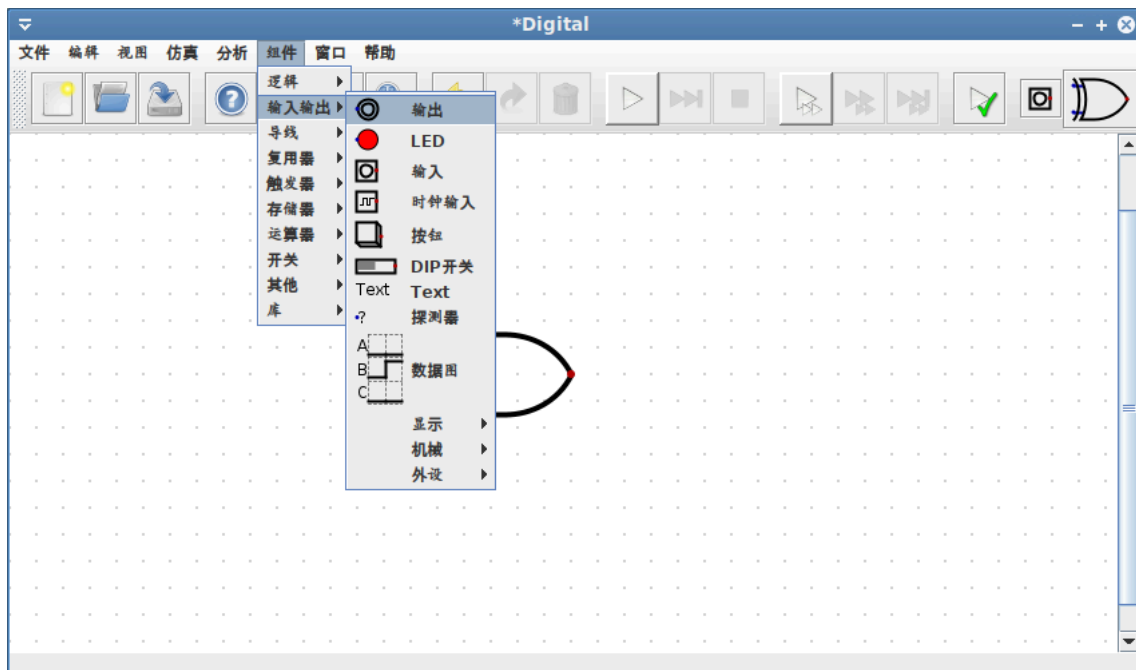 *Digital
文件 编辑 视图 仿真 分析 组件 窗口 帮助
逻辑
输入输出
导线
复用器
触发器
存储器
运算器
开关
其他
库
输出
LED
输入
时钟输入
按钮
DIP开关
Text Text
·? 探测器
A
B 数据图
C
显示
机械
外设